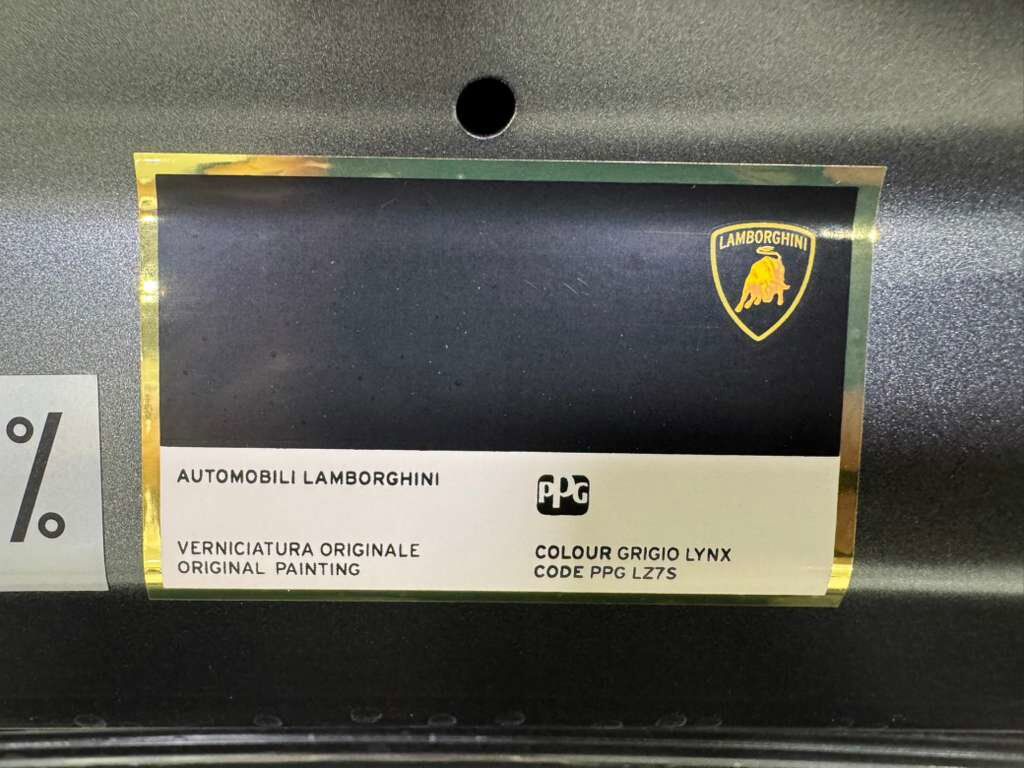 LAMBORGHINI
%
AUTOMOBILI LAMBORGHINI
PPG
VERNICIATURA ORIGINALE
ORIGINAL PAINTING
COLOUR GRIGIO LYNX
CODE PPG LZ7S